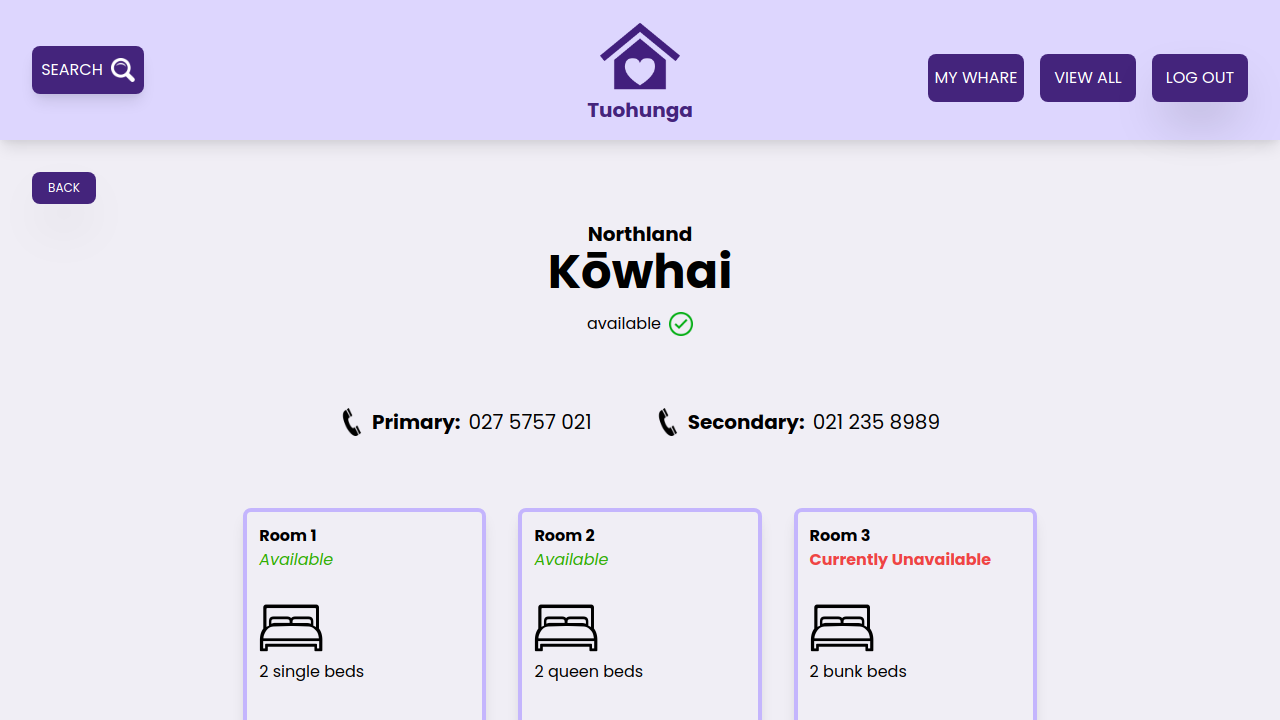 SEARCH
Tuohunga
MY WHARE
VIEW ALL
LOG OUT
BACK
Northland
Kōwhai
available
Primary: 027 5757 021
Secondary: 021 235 8989
Room 1
Available
2 single beds
Room 2
Available
2 queen beds
Room 3
Currently Unavailable
2 bunk beds